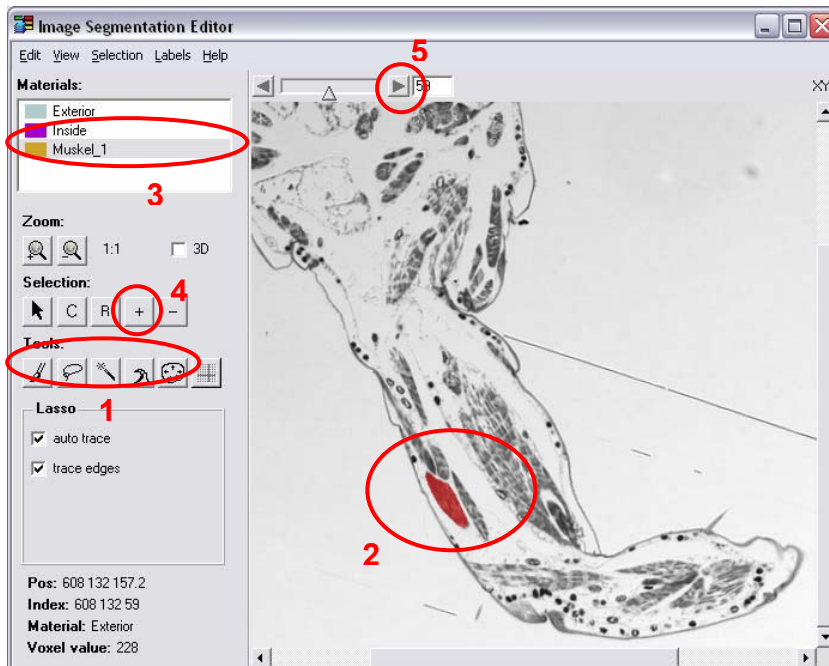 Image Segmentation Editor
Edit View Selection Labels Help
5
Materials:
59
XY
Exterior
Inside
Muskel_1
3
Zoom:
1:1
3D
Selection:
4
C
R
+
−
Tools:
1
Lasso
auto trace
trace edges
2
Pos: 608 132 157.2
Index: 608 132 59
Material: Exterior
Voxel value: 228